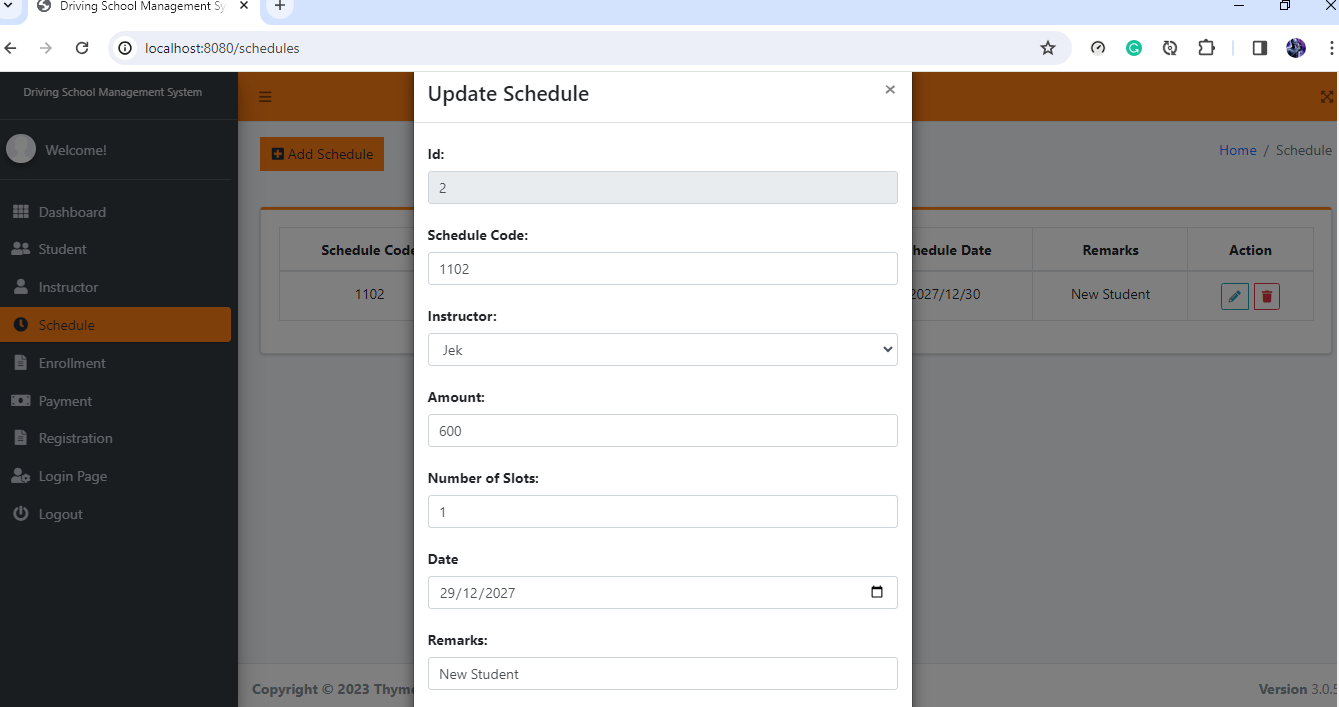 Driving School Management Sy
localhost:8080/schedules
Driving School Management System
Welcome!
Dashboard
Student
Instructor
Schedule
Enrollment
Payment
Registration
Login Page
Logout
Add Schedule
Home / Schedule
Schedule Code
hedule Date
Remarks
Action
1102
2027/12/30
New Student
Update Schedule
×
Id:
2
Schedule Code:
1102
Instructor:
Jek
Amount:
600
Number of Slots:
1
Date
29/12/2027
Remarks:
New Student
Copyright © 2023 Thyme
Version 3.0.5